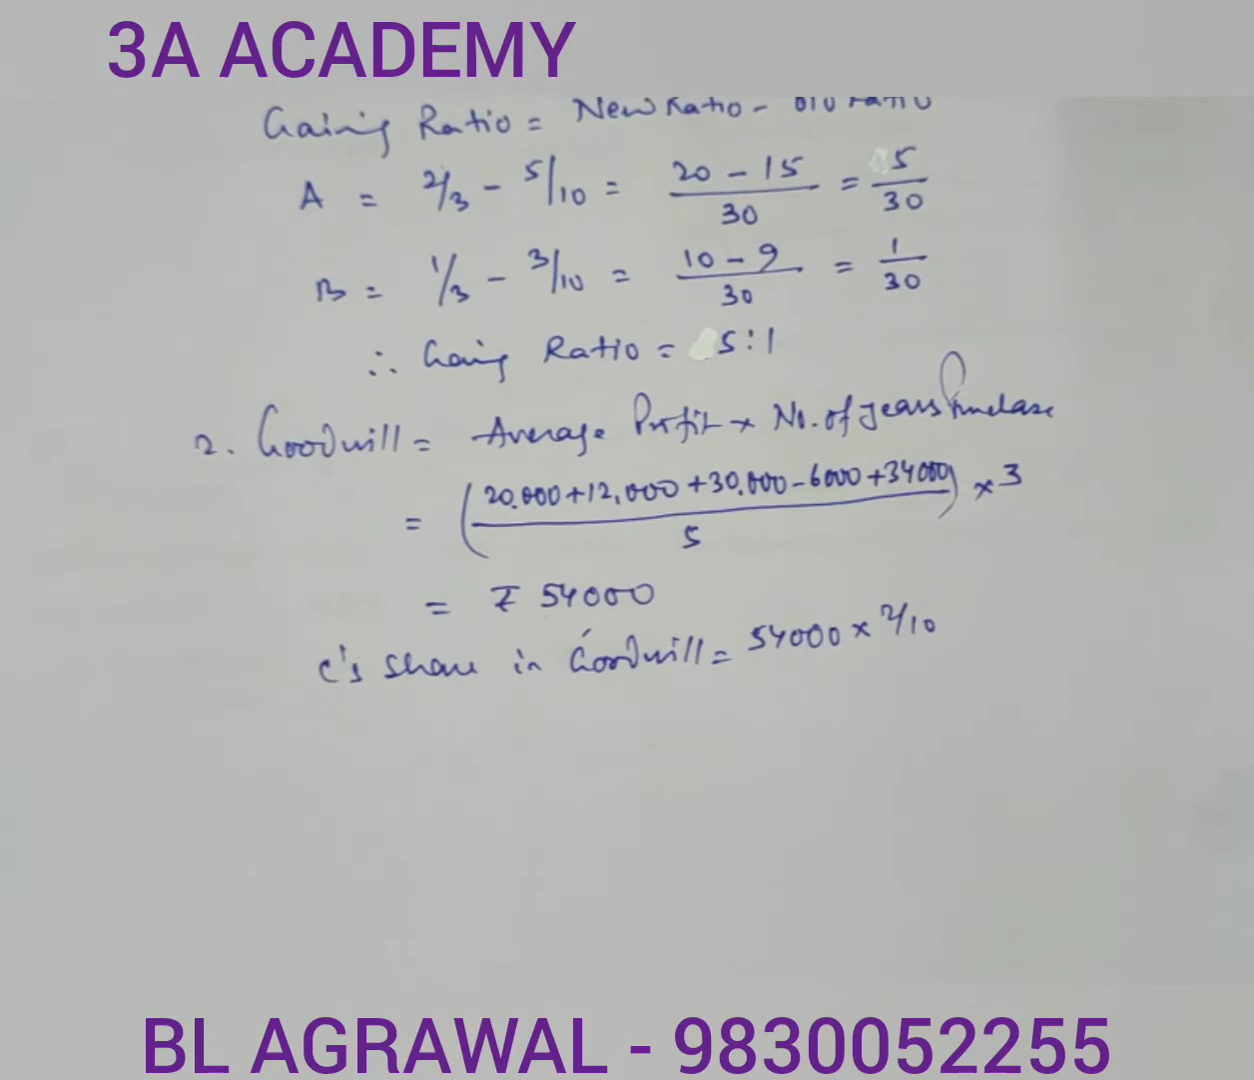 3A ACADEMY
Gaining Ratio = New Ratio - Old Ratio
A = 2/3 - 5/10 = 20 - 15 / 30 = 5/30
B = 1/3 - 3/10 = 10 - 9 / 30 = 1/30
∴ Gaing Ratio = 5:1
2. Goodwill = Average Profit x No. of years Purchase
= (20,000+12,000+30,000-6000+34000 / 5) x 3
= ₹ 54000
C's share in Goodwill = 54000 x 2/10
BL AGRAWAL - 9830052255